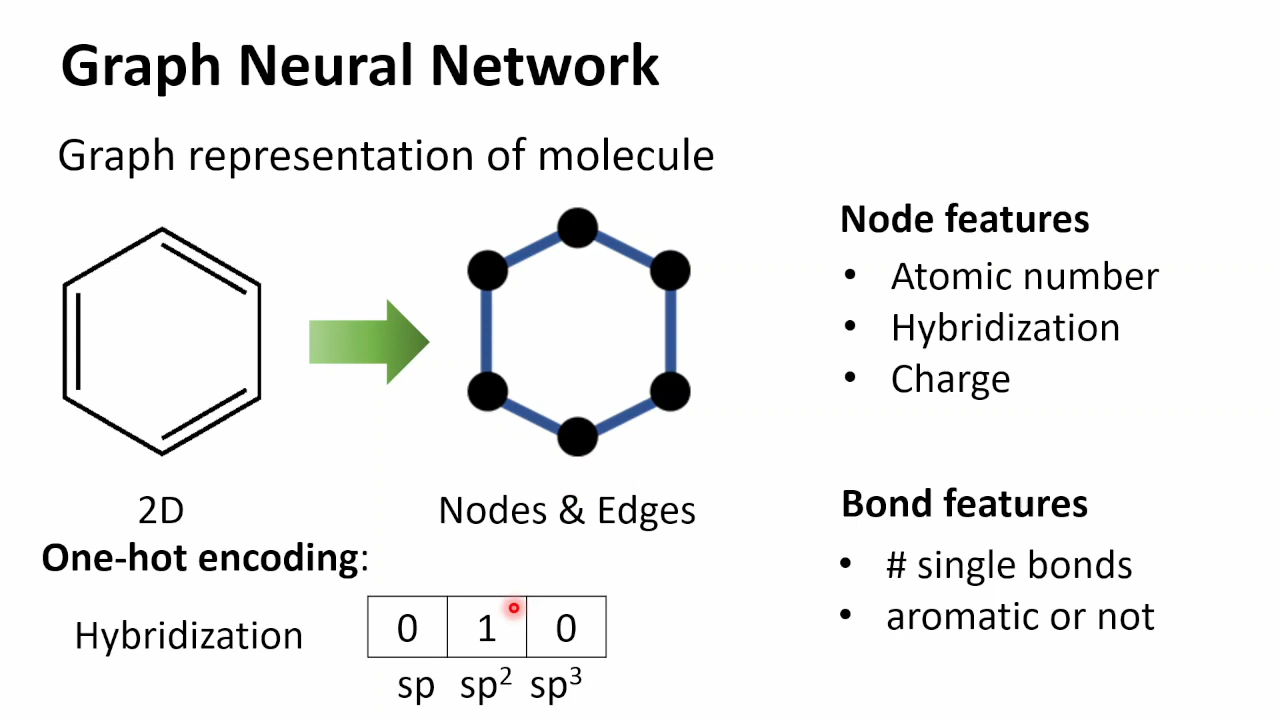 Graph Neural Network
Graph representation of molecule
2D
Nodes & Edges
Node features
• Atomic number
• Hybridization
• Charge
Bond features
• # single bonds
• aromatic or not
One-hot encoding:
Hybridization
0 1 0
sp sp² sp³